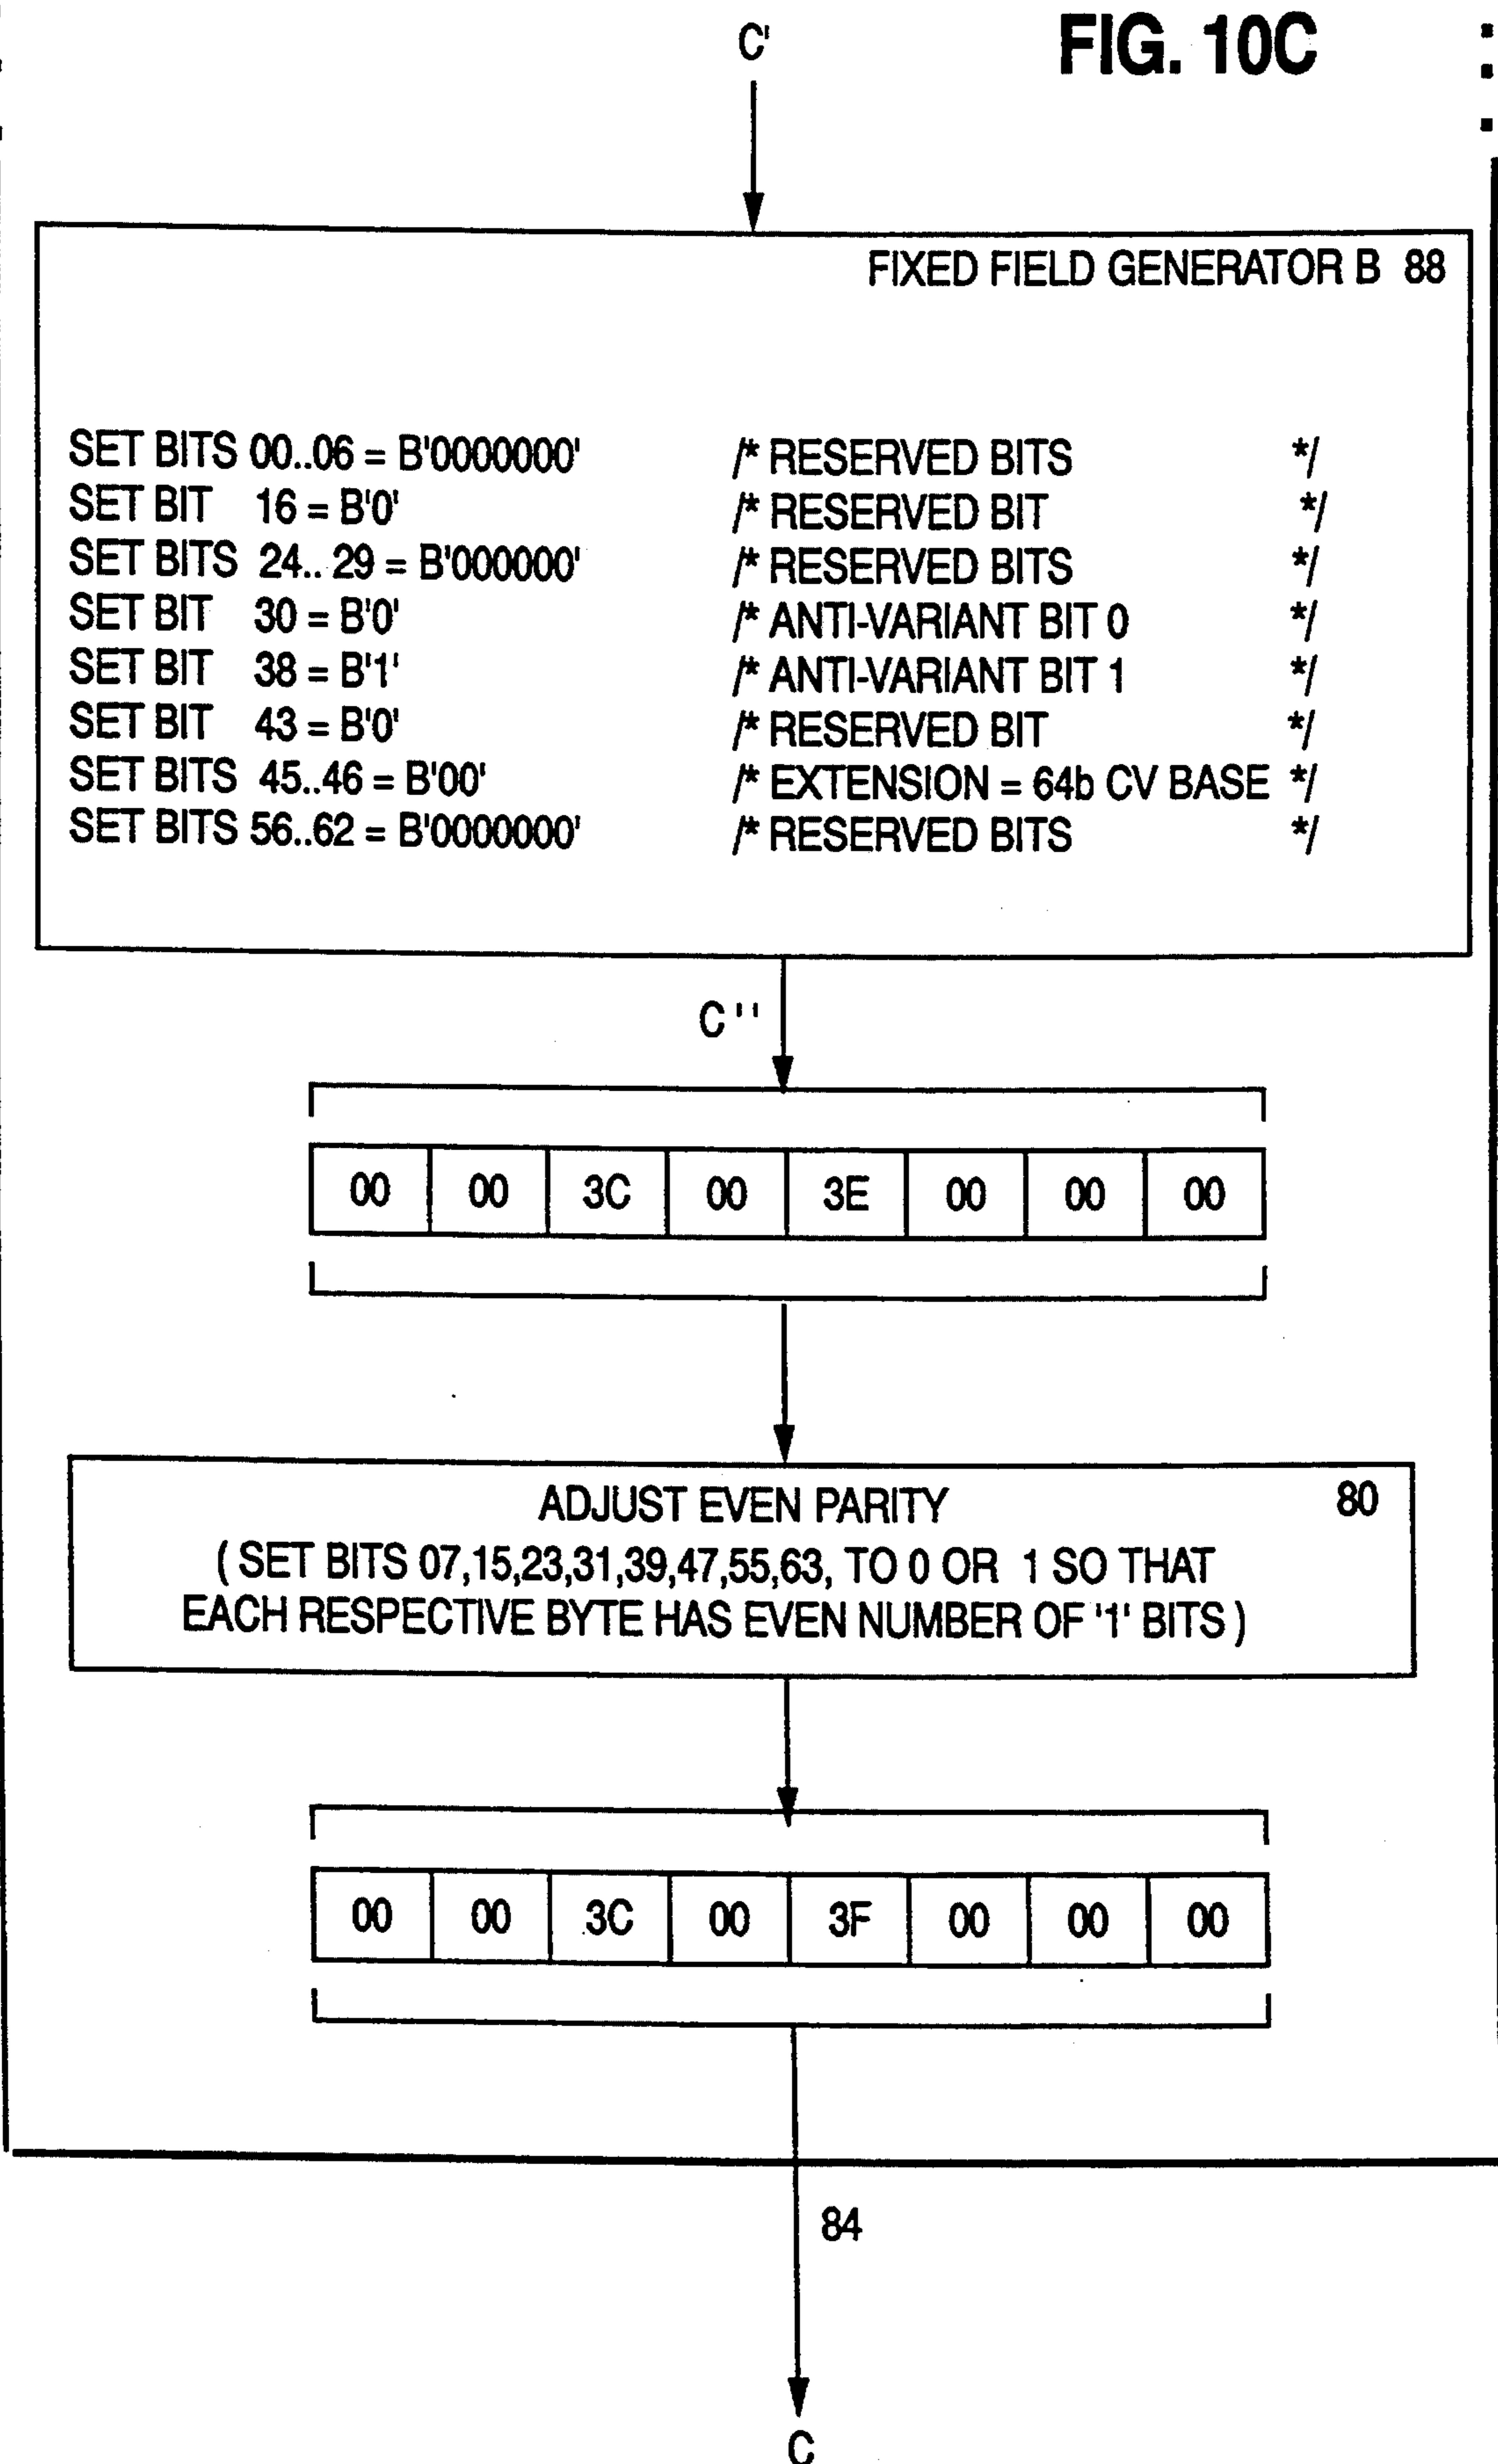 C'
FIG. 10C
FIXED FIELD GENERATOR B 88
SET BITS 00..06 = B'0000000' /* RESERVED BITS */
SET BIT 16 = B'0' /* RESERVED BIT */
SET BITS 24.. 29 = B'000000' /* RESERVED BITS */
SET BIT 30 = B'0' /* ANTI-VARIANT BIT 0 */
SET BIT 38 = B'1' /* ANTI-VARIANT BIT 1 */
SET BIT 43 = B'0' /* RESERVED BIT */
SET BITS 45..46 = B'00' /* EXTENSION = 64b CV BASE */
SET BITS 56..62 = B'0000000' /* RESERVED BITS */
C''
00 00 3C 00 3E 00 00 00
ADJUST EVEN PARITY 80
( SET BITS 07,15,23,31,39,47,55,63, TO 0 OR 1 SO THAT
EACH RESPECTIVE BYTE HAS EVEN NUMBER OF '1' BITS )
00 00 3C 00 3F 00 00 00
84
C